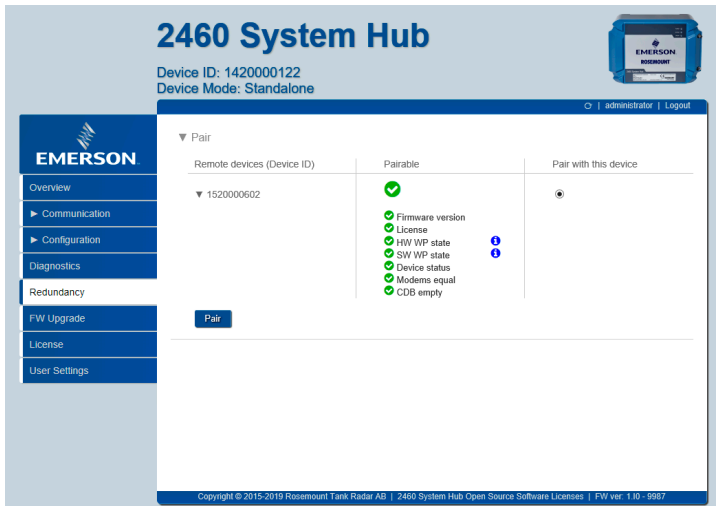 2460 System Hub
Device ID: 1420000122
Device Mode: Standalone
EMERSON
ROSEMOUNT
| administrator | Logout
EMERSON
Overview
► Communication
► Configuration
Diagnostics
Redundancy
FW Upgrade
License
User Settings
▼ Pair
Remote devices (Device ID) Pairable Pair with this device
▼ 1520000602
Firmware version
License
HW WP state
SW WP state
Device status
Modems equal
CDB empty
Pair
Copyright © 2015-2019 Rosemount Tank Radar AB | 2460 System Hub Open Source Software Licenses | FW ver: 1.I0 - 9987